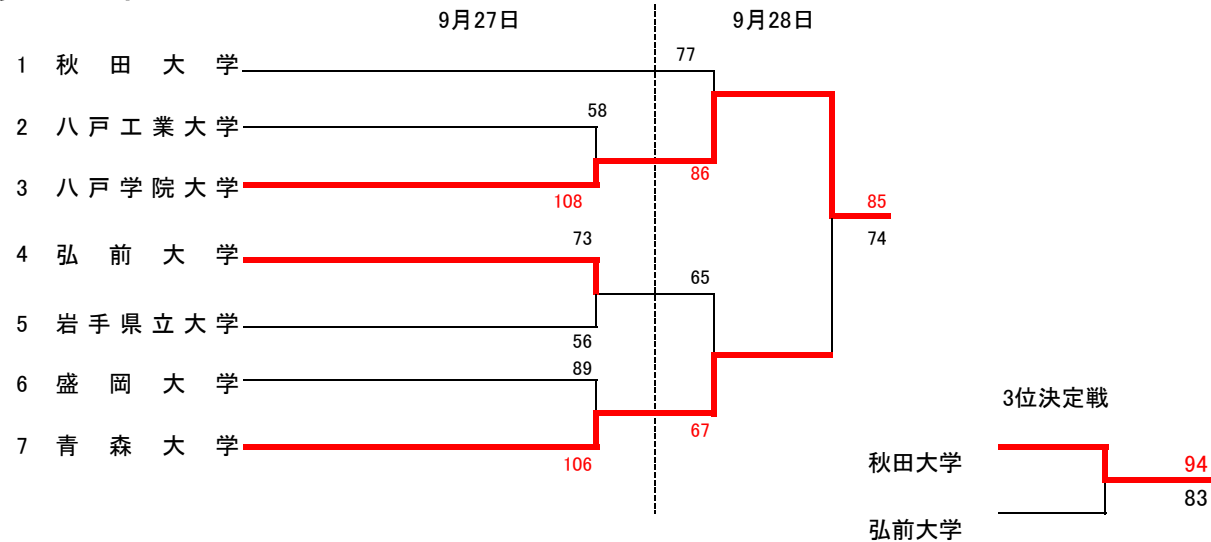 9月27日 9月28日
1 秋田大学
77
2 八戸工業大学
58
3 八戸学院大学
108
86
85
74
4 弘前大学
73
65
5 岩手県立大学
56
6 盛岡大学
89
7 青森大学
106
67
3位決定戦
秋田大学 94
83
弘前大学